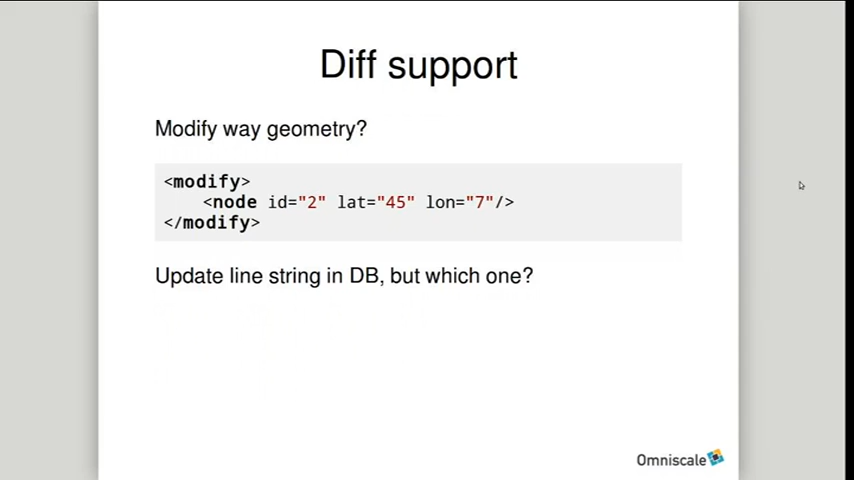 Diff support
Modify way geometry?
<modify>
<node id="2" lat="45" lon="7"/>
</modify>
Update line string in DB, but which one?
Omniscale